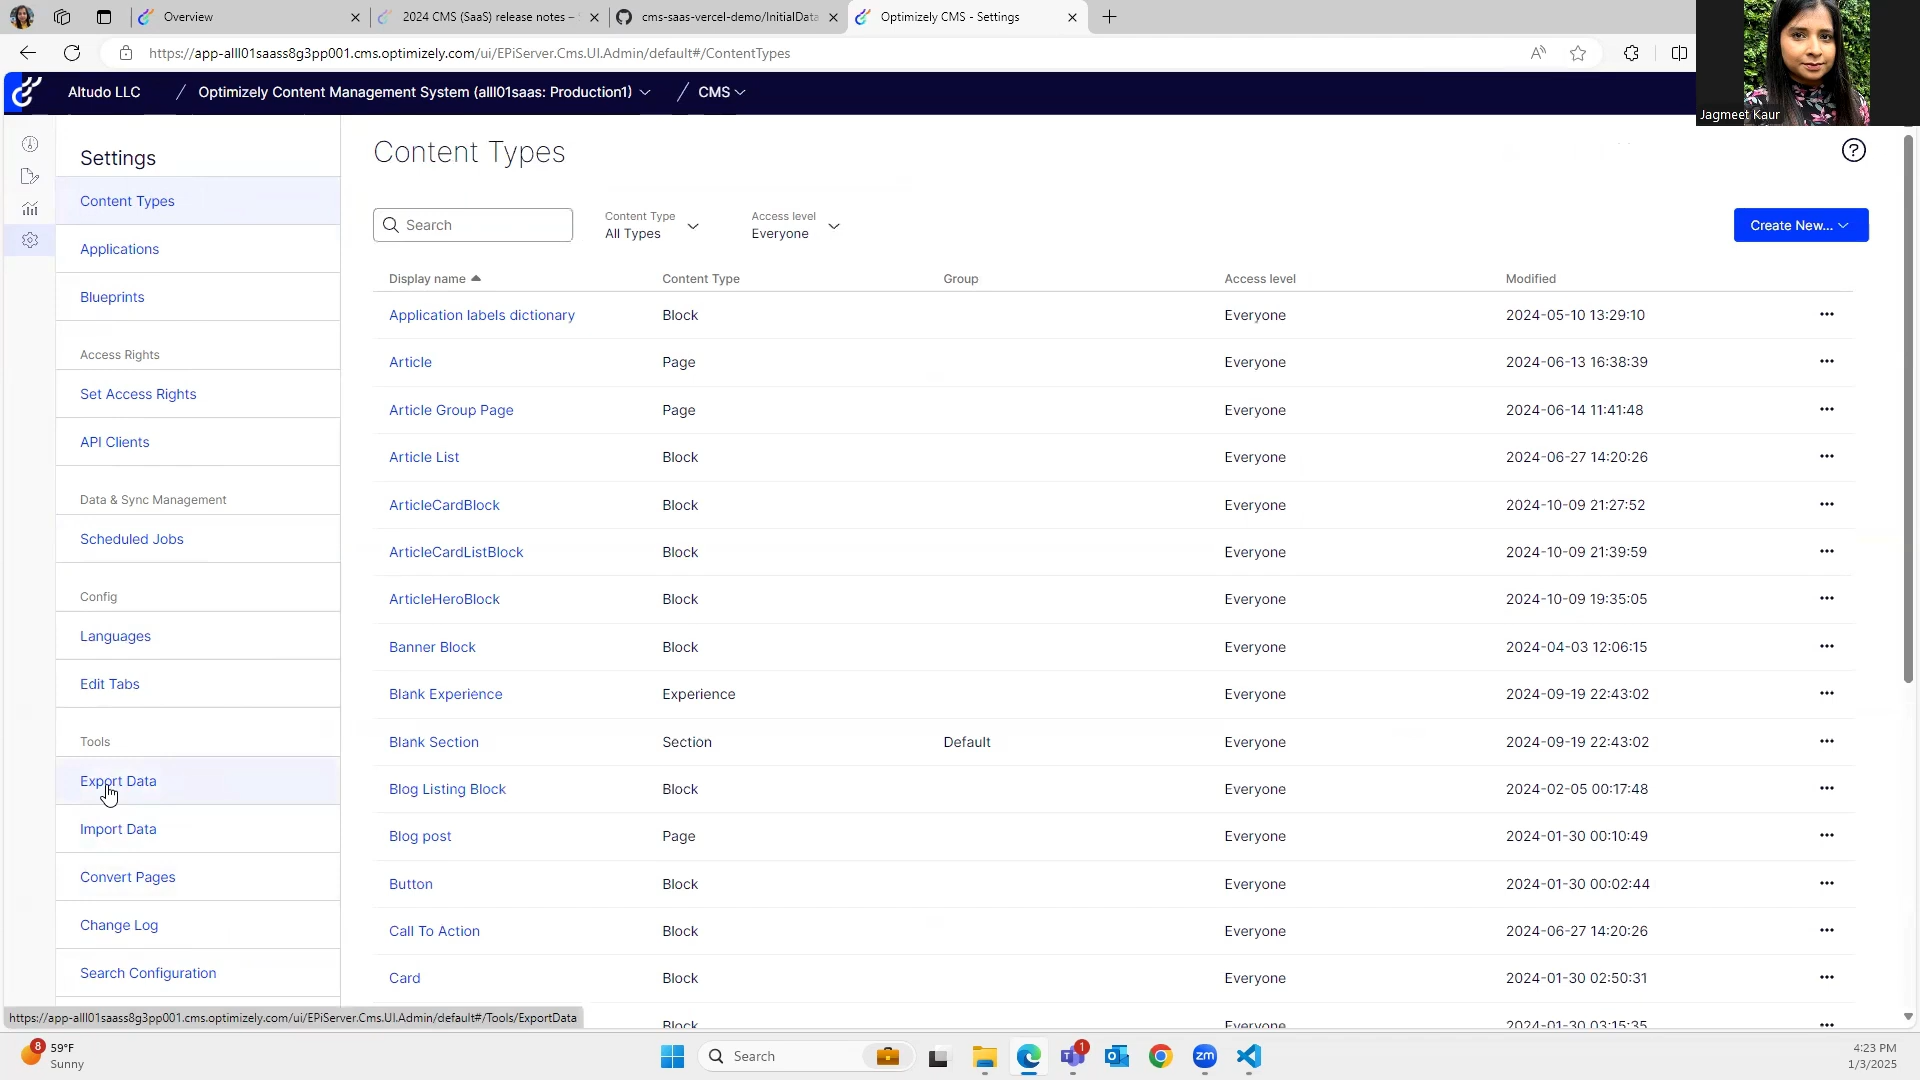 Overview
2024 CMS (SaaS) release notes –
cms-saas-vercel-demo/InitialData
Optimizely CMS - Settings
https://app-alll01saass8g3pp001.cms.optimizely.com/ui/EPiServer.Cms.UI.Admin/default#/ContentTypes
Altudo LLC
Optimizely Content Management System (alll01saas: Production1)
CMS
Jagmeet Kaur
Settings
Content Types
Applications
Blueprints
Access Rights
Set Access Rights
API Clients
Data & Sync Management
Scheduled Jobs
Config
Languages
Edit Tabs
Tools
Export Data
Import Data
Convert Pages
Change Log
Search Configuration
https://app-alll01saass8g3pp001.cms.optimizely.com/ui/EPiServer.Cms.UI.Admin/default#/Tools/ExportData
Content Types
Search
Content Type
All Types
Access level
Everyone
Create New...
Display name Content Type Group Access level Modified
Application labels dictionary Block Everyone 2024-05-10 13:29:10
Article Page Everyone 2024-06-13 16:38:39
Article Group Page Page Everyone 2024-06-14 11:41:48
Article List Block Everyone 2024-06-27 14:20:26
ArticleCardBlock Block Everyone 2024-10-09 21:27:52
ArticleCardListBlock Block Everyone 2024-10-09 21:39:59
ArticleHeroBlock Block Everyone 2024-10-09 19:35:05
Banner Block Block Everyone 2024-04-03 12:06:15
Blank Experience Experience Everyone 2024-09-19 22:43:02
Blank Section Section Default Everyone 2024-09-19 22:43:02
Blog Listing Block Block Everyone 2024-02-05 00:17:48
Blog post Page Everyone 2024-01-30 00:10:49
Button Block Everyone 2024-01-30 00:02:44
Call To Action Block Everyone 2024-06-27 14:20:26
Card Block Everyone 2024-01-30 02:50:31
Block Everyone 2024-01-30 03:15:35
8
59°F
Sunny
Search
1
zm
4:23 PM
1/3/2025